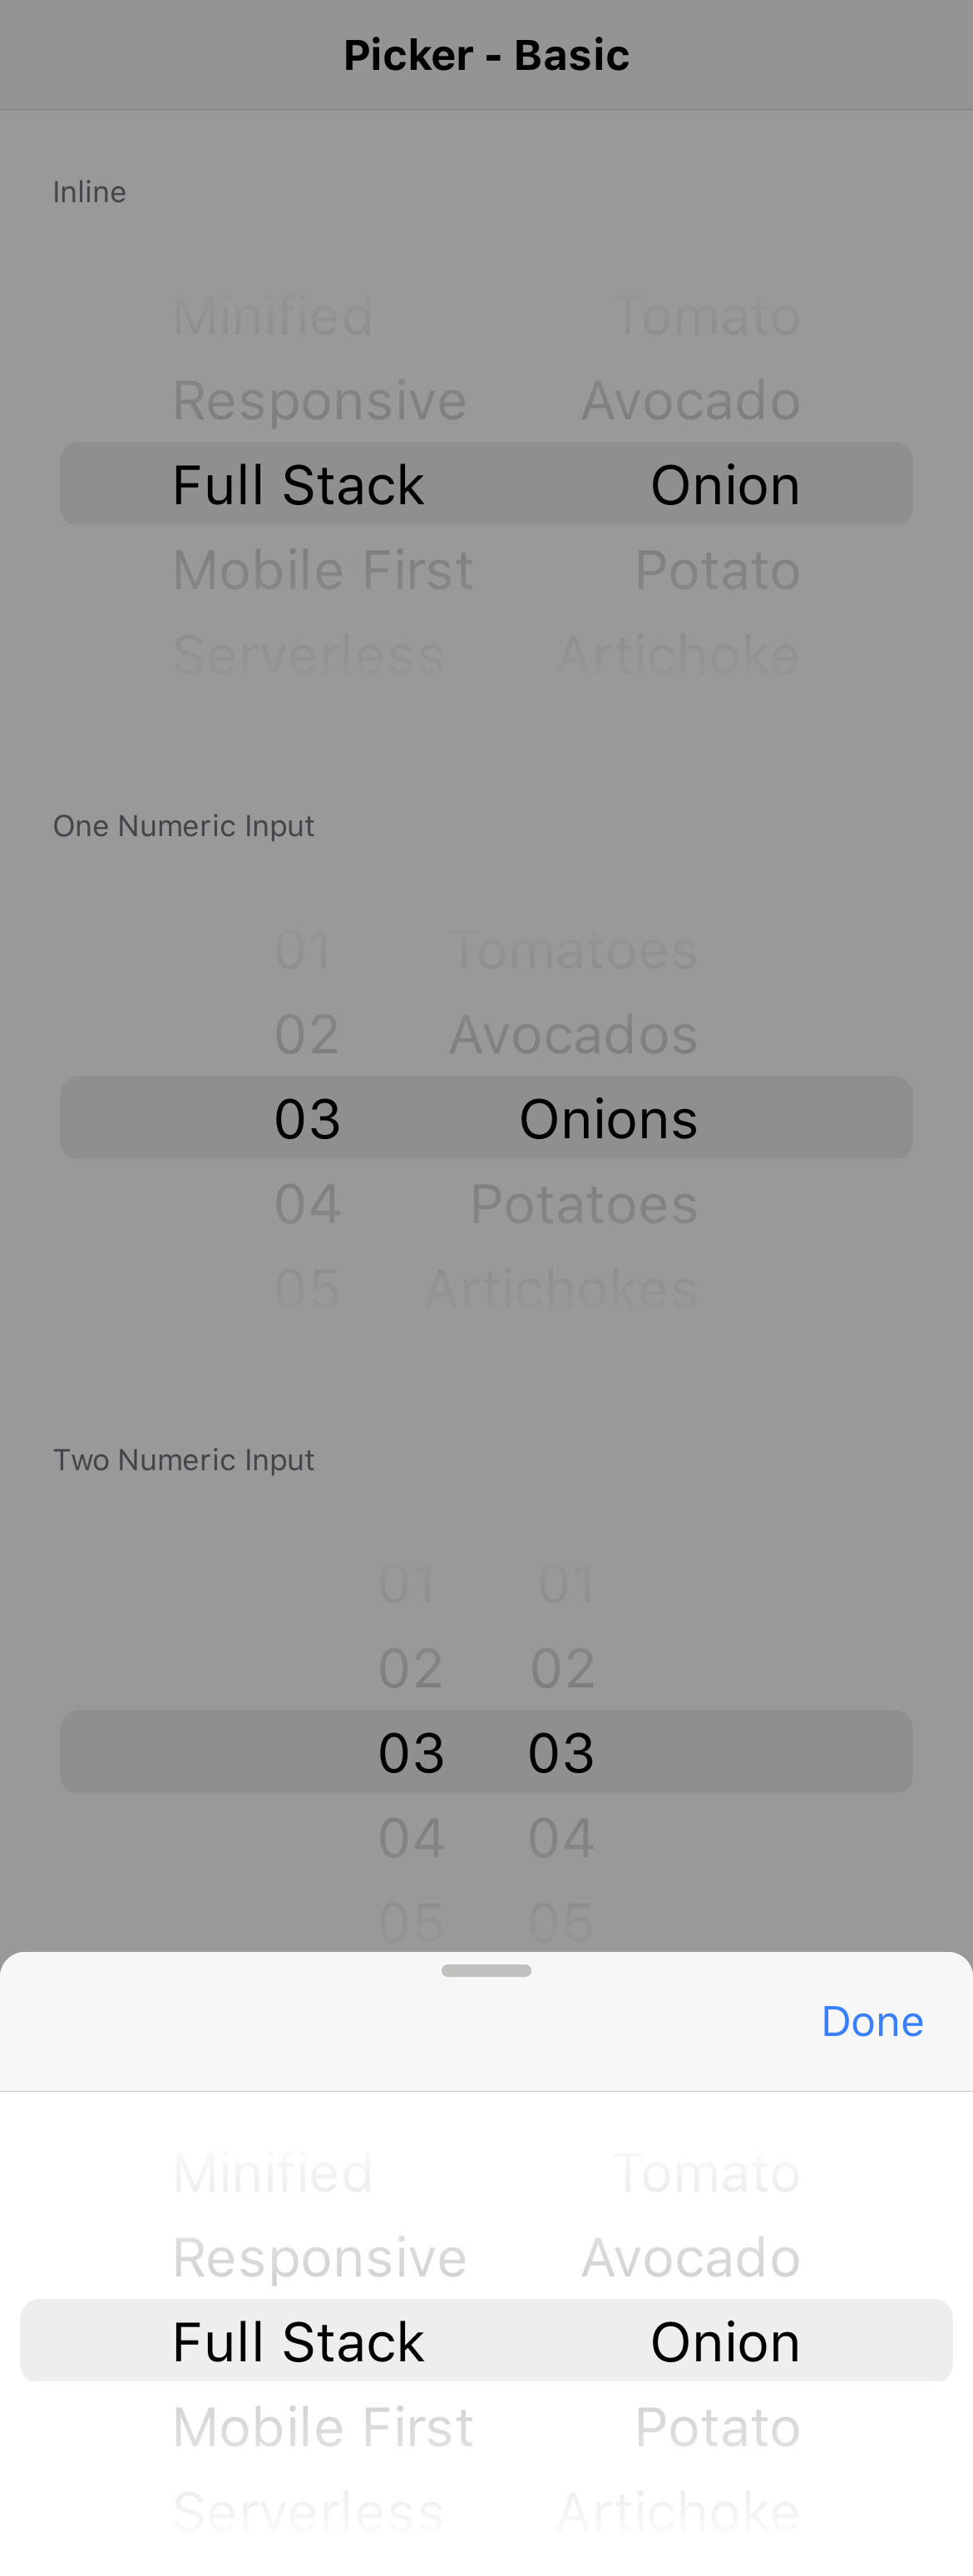 Picker - Basic
Inline
Minified Tomato
Responsive Avocado
Full Stack Onion
Mobile First Potato
Serverless Artichoke
One Numeric Input
01 Tomatoes
02 Avocados
03 Onions
04 Potatoes
05 Artichokes
Two Numeric Input
01 01
02 02
03 03
04 04
05 05
Done
Minified Tomato
Responsive Avocado
Full Stack Onion
Mobile First Potato
Serverless Artichoke